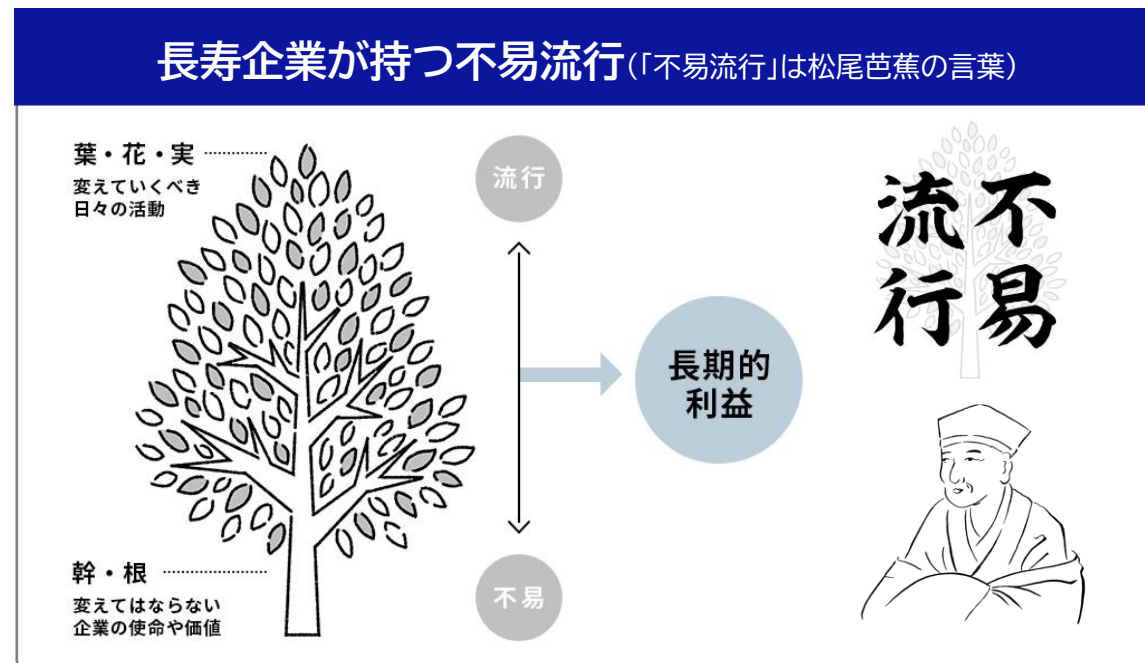 長寿企業が持つ不易流行(「不易流行」は松尾芭蕉の言葉)
葉・花・実
変えていくべき
日々の活動
流行
長期的
利益
幹・根
変えてはならない
企業の使命や価値
不易
不易
流行